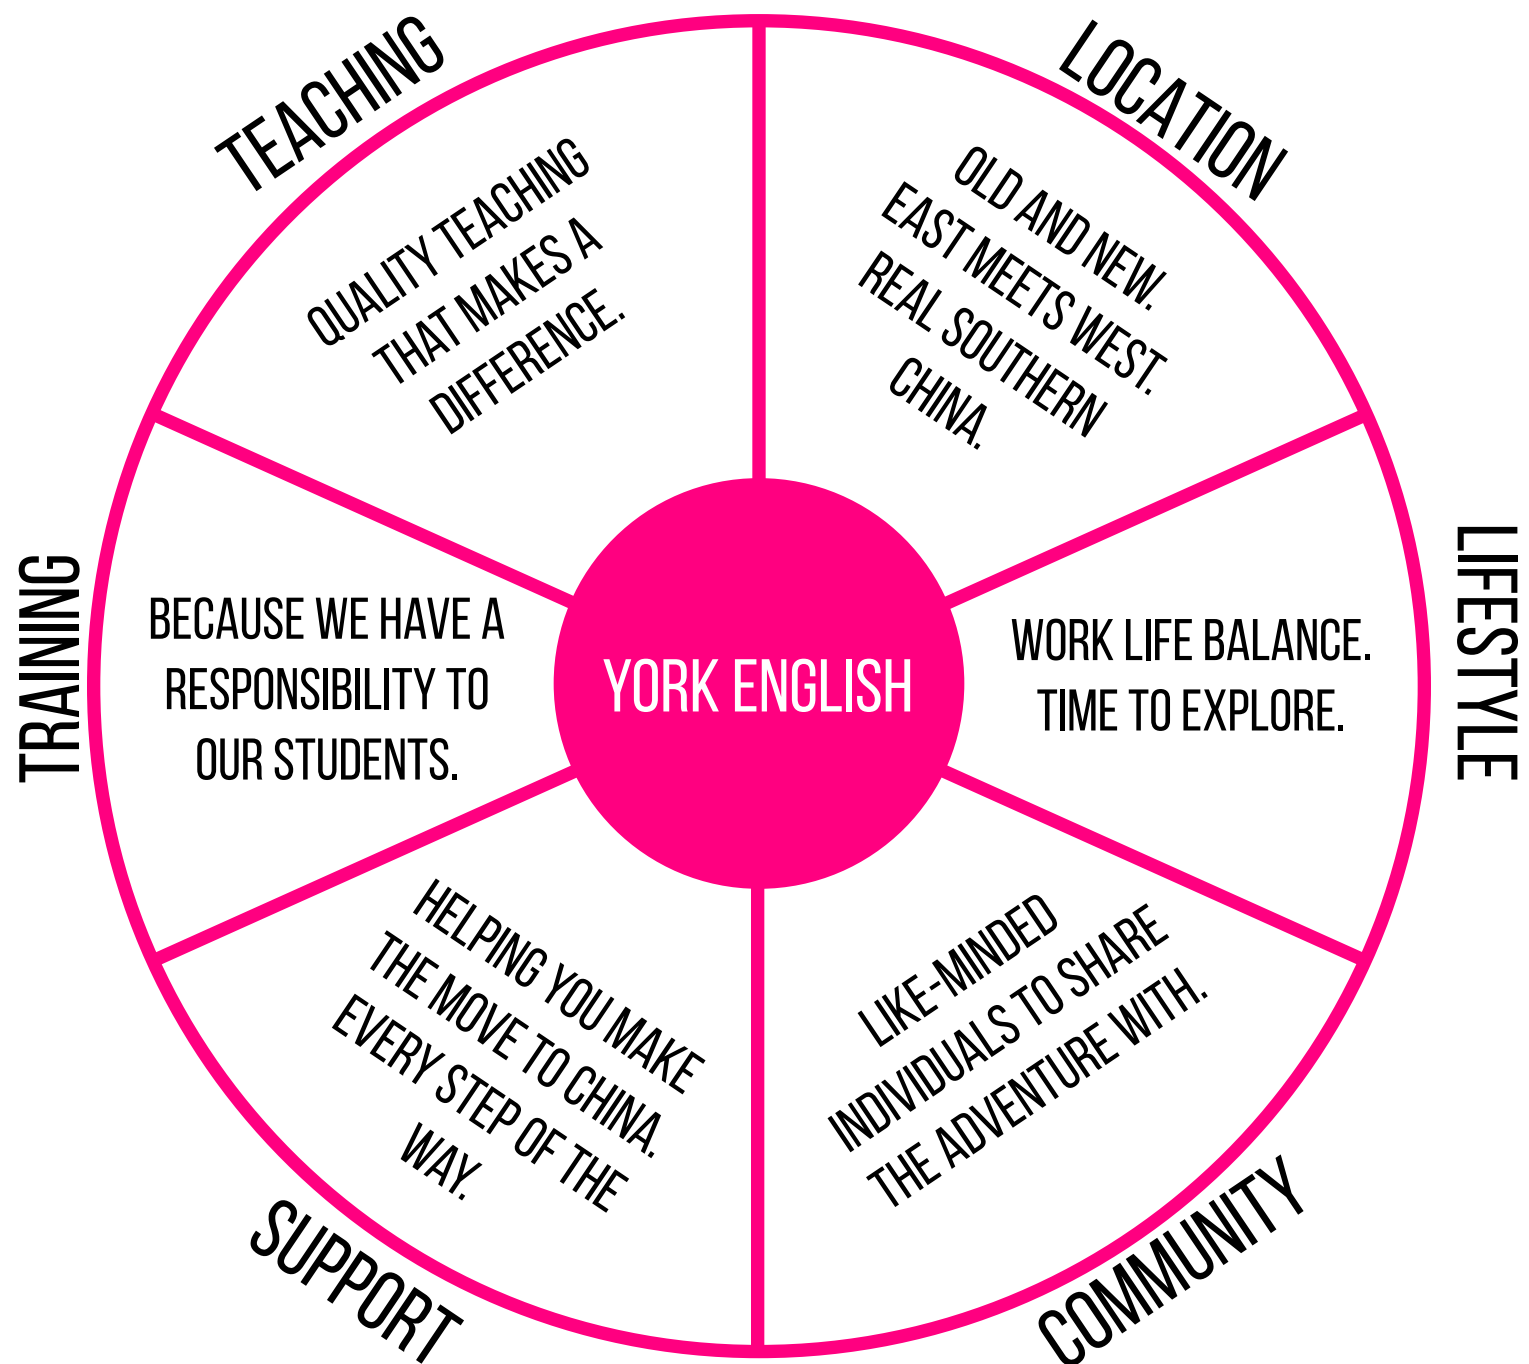 TEACHING
QUALITY TEACHING
THAT MAKES A
DIFFERENCE.
LOCATION
OLD AND NEW.
EAST MEETS WEST.
REAL SOUTHERN
CHINA.
LIFESTYLE
WORK LIFE BALANCE.
TIME TO EXPLORE.
COMMUNITY
LIKE-MINDED
INDIVIDUALS TO SHARE
THE ADVENTURE WITH.
SUPPORT
HELPING YOU MAKE
THE MOVE TO CHINA.
EVERY STEP OF THE
WAY.
TRAINING
BECAUSE WE HAVE A
RESPONSIBILITY TO
OUR STUDENTS.
YORK ENGLISH